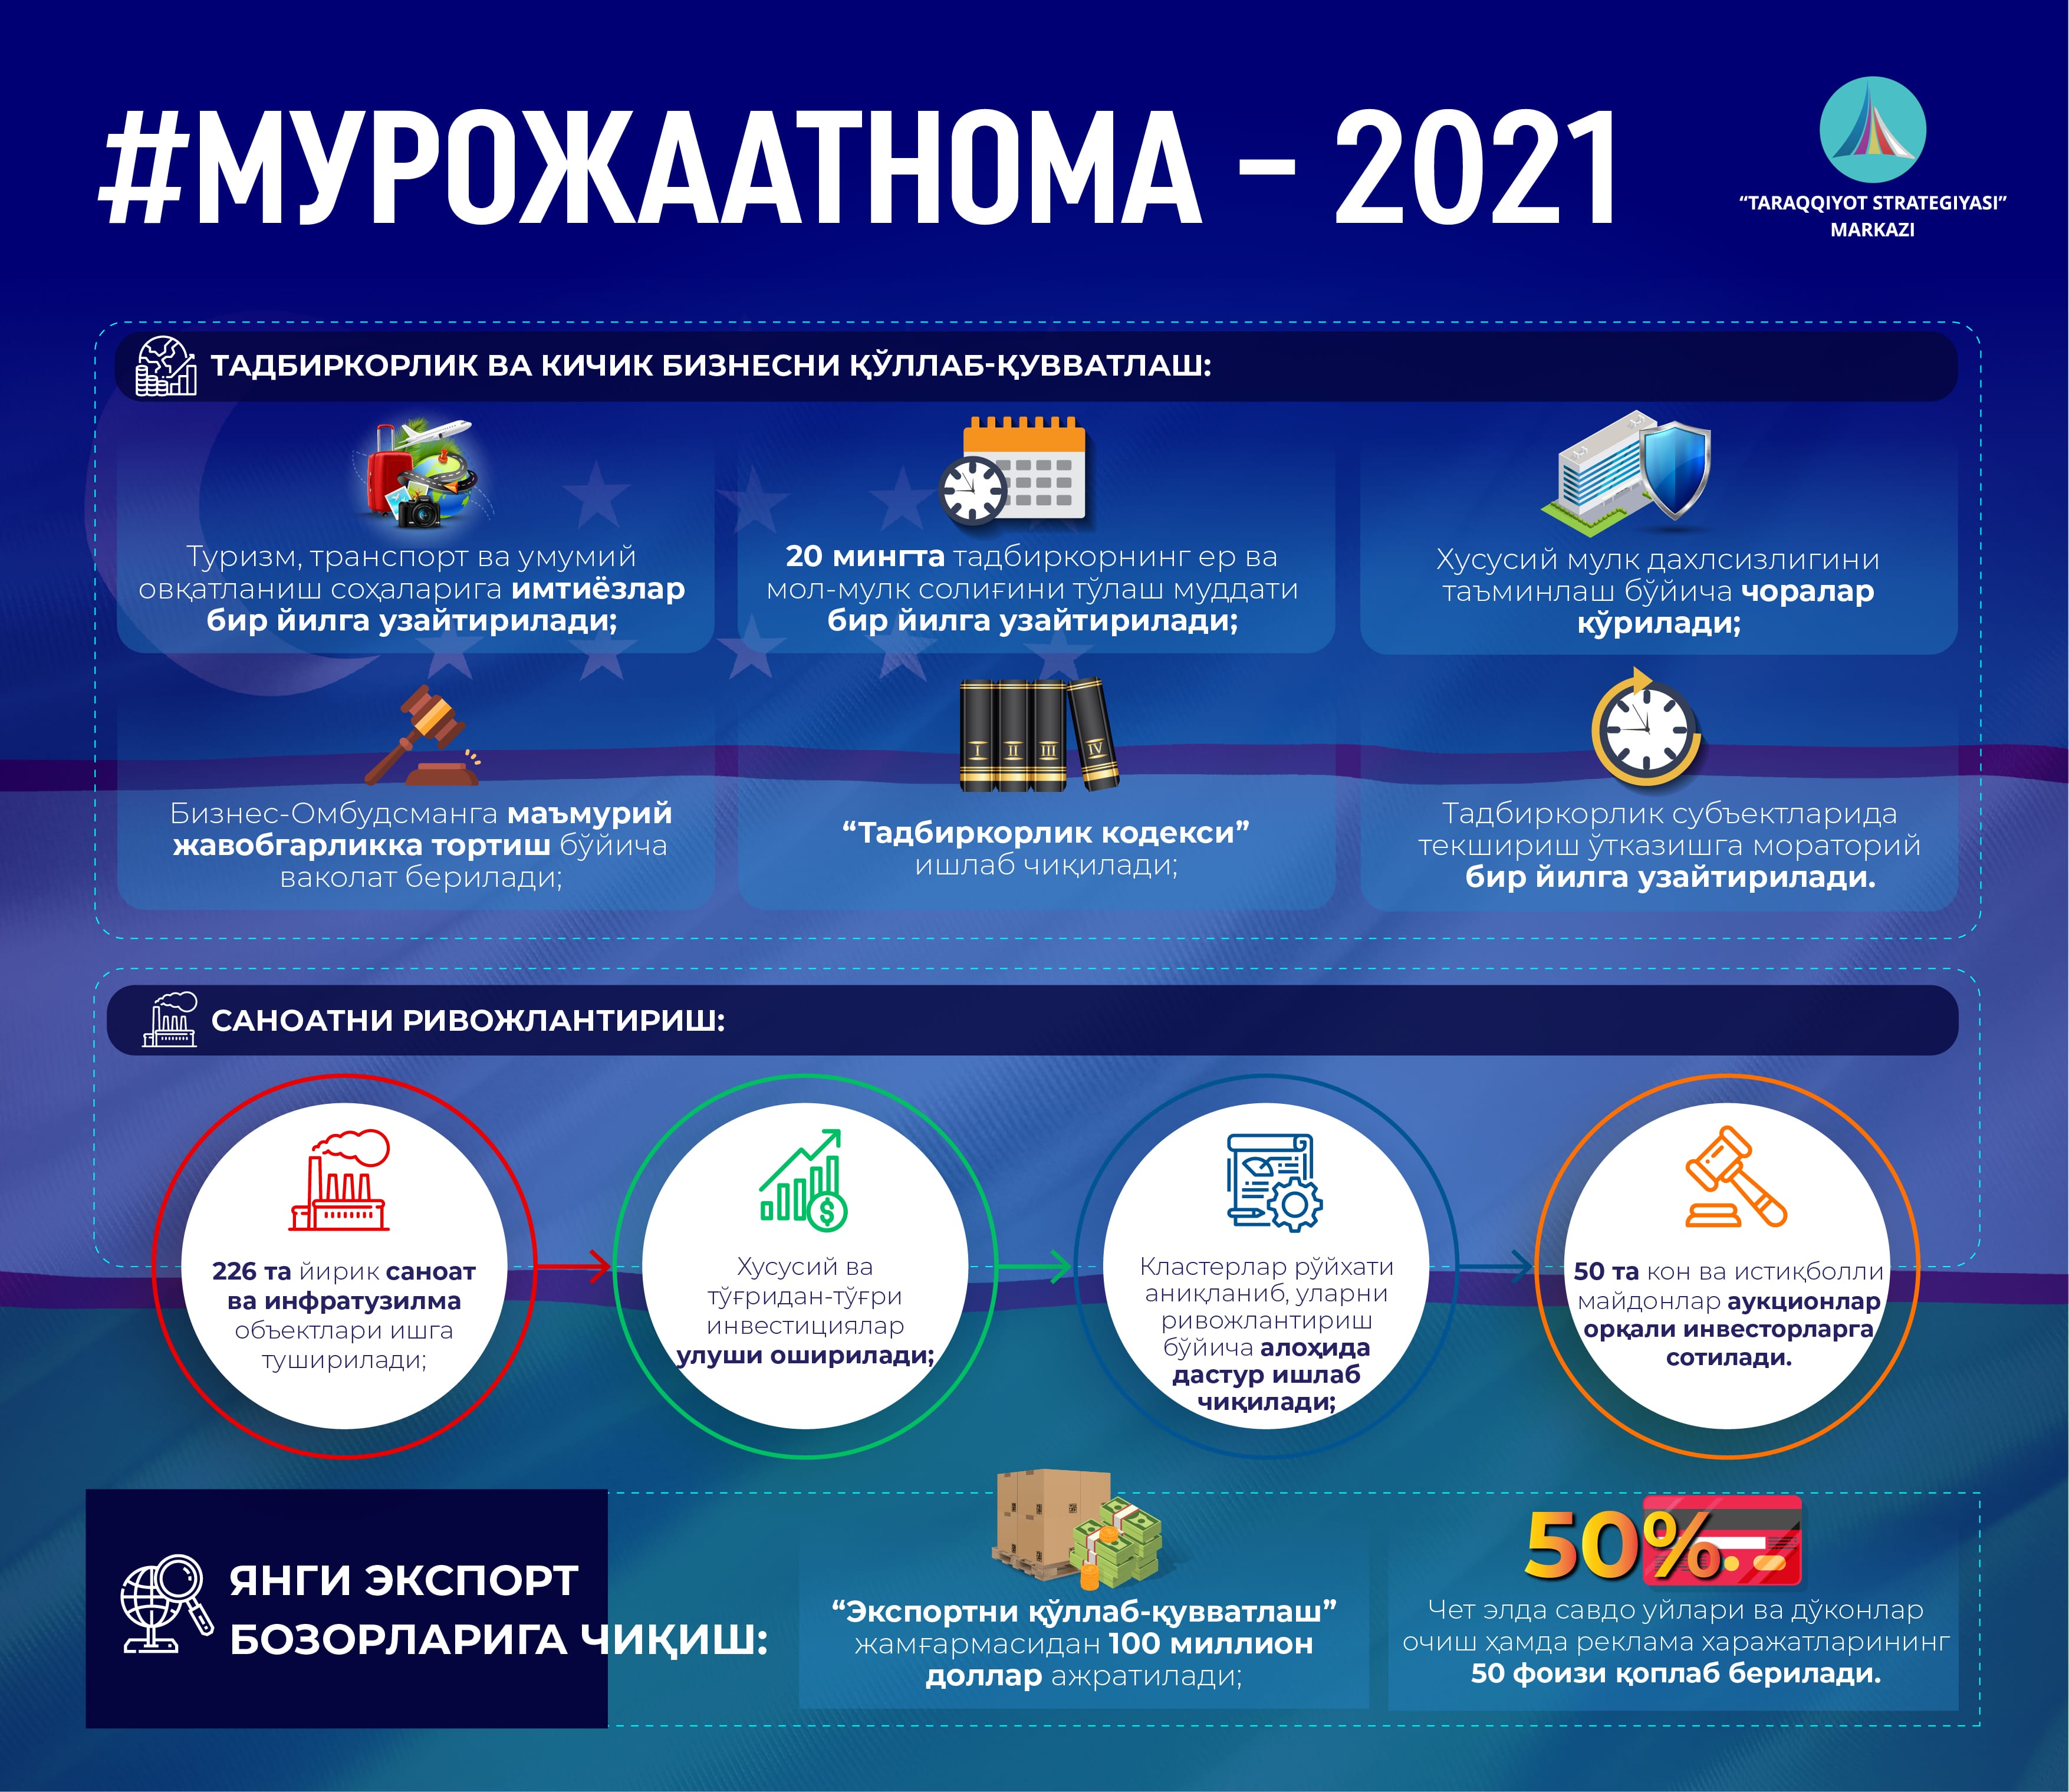 #МУРОЖААТНОМА – 2021
“TARAQQIYOT STRATEGIYASI”
MARKAZI
ТАДБИРКОРЛИК ВА КИЧИК БИЗНЕСНИ ҚЎЛЛАБ-ҚУВВАТЛАШ:
Туризм, транспорт ва умумий
овқатланиш соҳаларига имтиёзлар
бир йилга узайтирилади;
20 мингта тадбиркорнинг ер ва
мол-мулк солиғини тўлаш муддати
бир йилга узайтирилади;
Хусусий мулк дахлсизлигини
таъминлаш бўйича чоралар
кўрилади;
Бизнес-Омбудсманга маъмурий
жавобгарликка тортиш бўйича
ваколат берилади;
I II III IV
“Тадбиркорлик кодекси”
ишлаб чиқилади;
Тадбиркорлик субъектларида
текшириш ўтказишга мораторий
бир йилга узайтирилади.
САНОАТНИ РИВОЖЛАНТИРИШ:
226 та йирик саноат
ва инфратузилма
объектлари ишга
туширилади;
Хусусий ва
тўғридан-тўғри
инвестициялар
улуши оширилади;
Кластерлар рўйхати
аниқланиб, уларни
ривожлантириш
бўйича алоҳида
дастур ишлаб
чиқилади;
50 та кон ва истиқболли
майдонлар аукционлар
орқали инвесторларга
сотилади.
ЯНГИ ЭКСПОРТ
БОЗОРЛАРИГА ЧИҚИШ:
“Экспортни қўллаб-қувватлаш”
жамғармасидан 100 миллион
доллар ажратилади;
50%
Чет элда савдо уйлари ва дўконлар
очиш ҳамда реклама харажатларининг
50 фоизи қоплаб берилади.